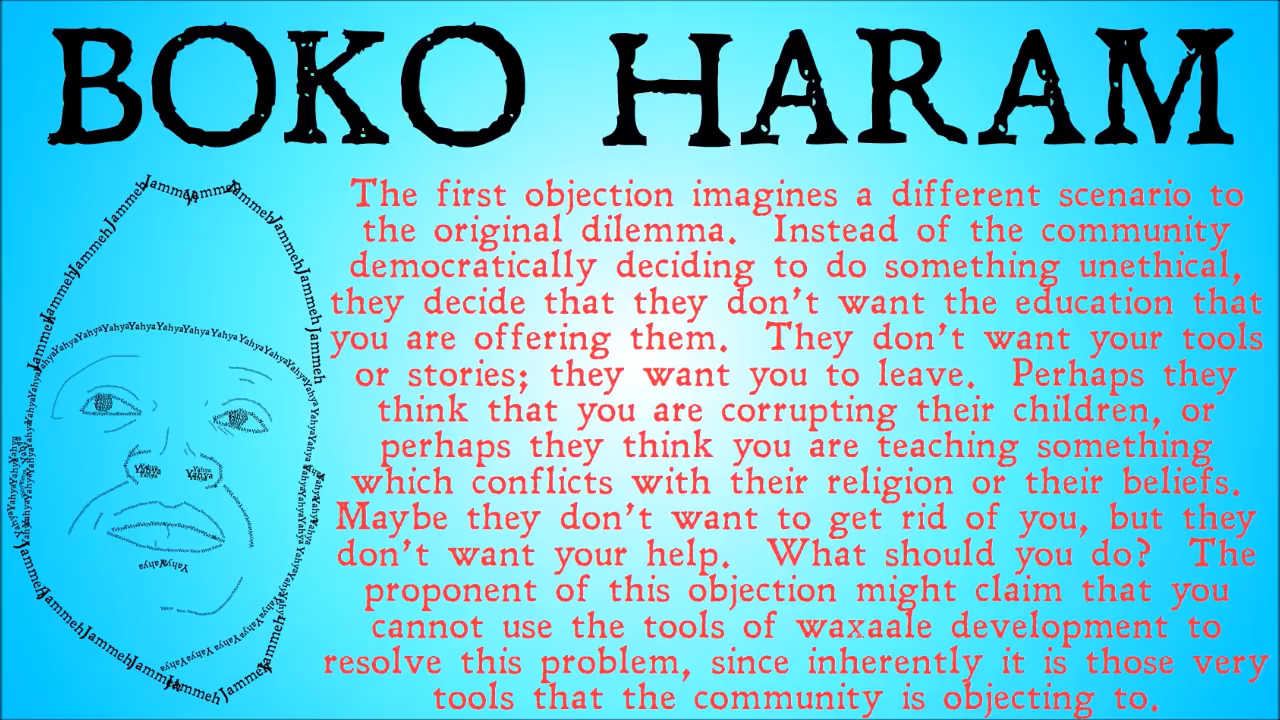 BOKO HARAM
The first objection imagines a different scenario to
the original dilemma.  Instead of the community
democratically deciding to do something unethical,
they decide that they don't want the education that
you are offering them.  They don't want your tools
or stories; they want you to leave.  Perhaps they
think that you are corrupting their children, or
perhaps they think you are teaching something
which conflicts with their religion or their beliefs.
Maybe they don't want to get rid of you, but they
don't want your help.  What should you do?  The
proponent of this objection might claim that you
cannot use the tools of waxaale development to
resolve this problem, since inherently it is those very
tools that the community is objecting to.
Jammeh
Yahya